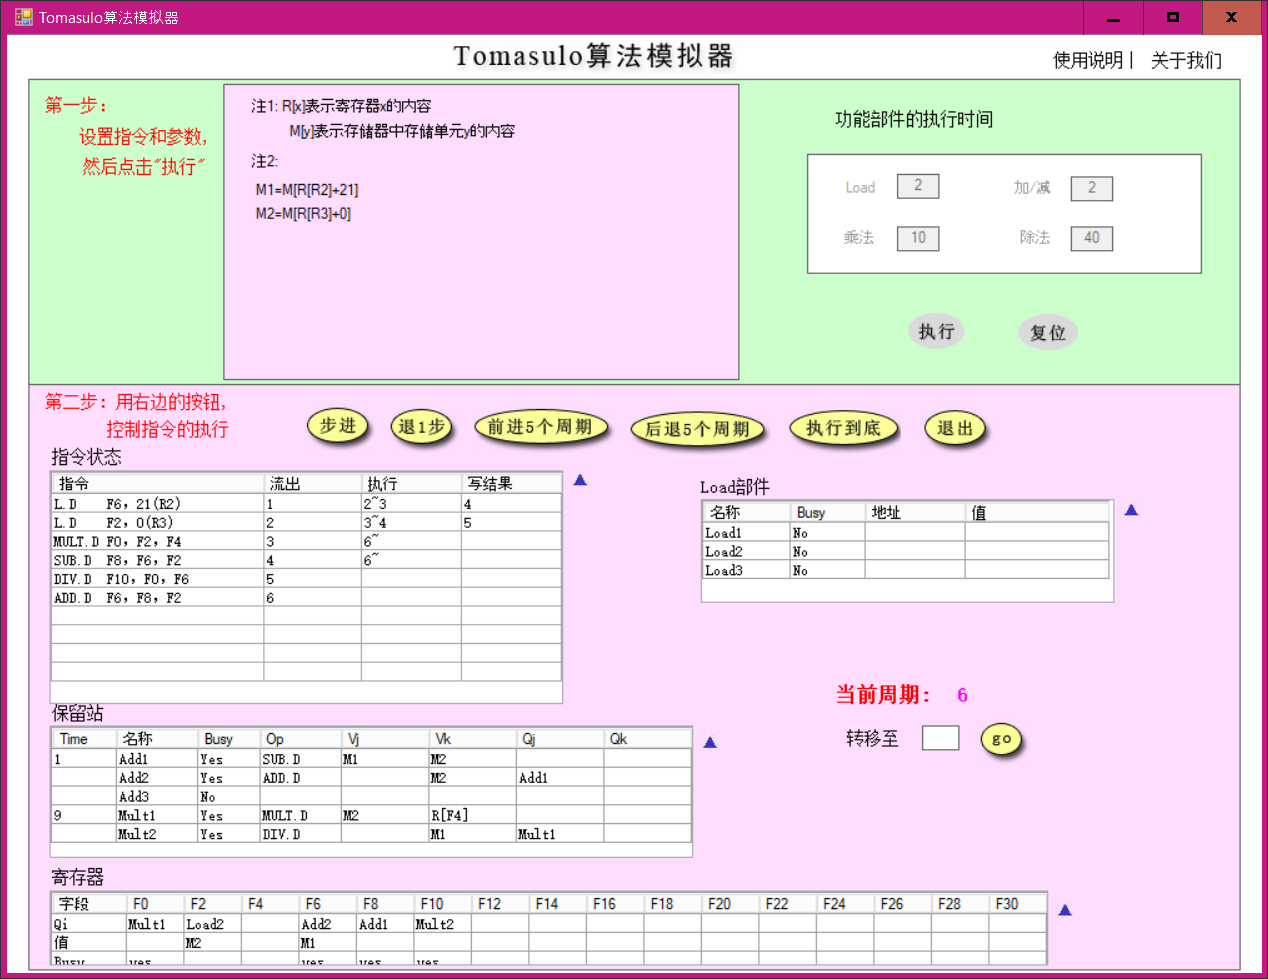 Tomasulo算法模拟器
Tomasulo算法模拟器
使用说明 | 关于我们
第一步：
设置指令和参数，
然后点击"执行"
注1: R[x]表示寄存器x的内容
M[y]表示存储器中存储单元y的内容
注2:
M1=M[R[R2]+21]
M2=M[R[R3]+0]
功能部件的执行时间
Load 2 加/减 2
乘法 10 除法 40
执行 复位
第二步：用右边的按钮，
控制指令的执行
步进 退1步 前进5个周期 后退5个周期 执行到底 退出
指令状态
指令 流出 执行 写结果
L.D F6, 21(R2) 1 2~3 4
L.D F2, 0(R3) 2 3~4 5
MULT.D F0, F2, F4 3 6~
SUB.D F8, F6, F2 4 6~
DIV.D F10, F0, F6 5
ADD.D F6, F8, F2 6
Load部件
名称 Busy 地址 值
Load1 No
Load2 No
Load3 No
当前周期： 6
转移至 go
保留站
Time 名称 Busy Op Vj Vk Qj Qk
1 Add1 Yes SUB.D M1 M2
Add2 Yes ADD.D M2 Add1
Add3 No
9 Mult1 Yes MULT.D M2 R[F4]
Mult2 Yes DIV.D M1 Mult1
寄存器
字段 F0 F2 F4 F6 F8 F10 F12 F14 F16 F18 F20 F22 F24 F26 F28 F30
Qi Mult1 Load2 Add2 Add1 Mult2
值 M2 M1
Busy yes yes yes yes